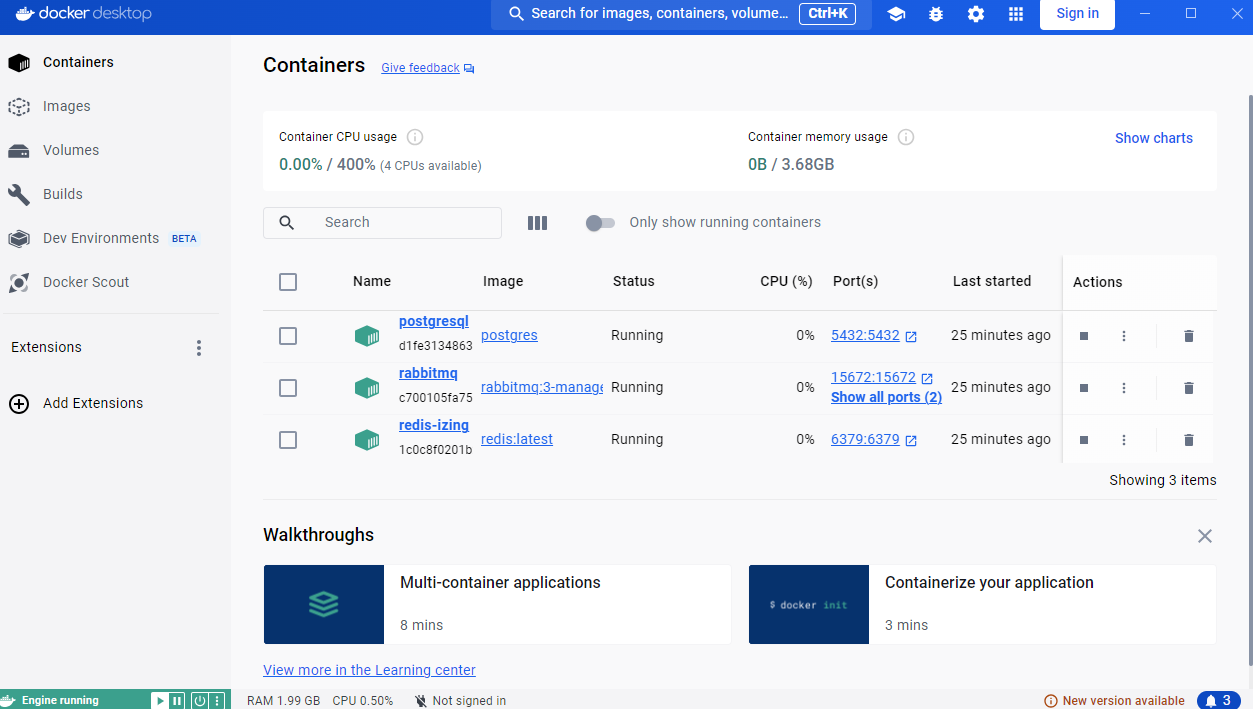 docker desktop
Search for images, containers, volume... Ctrl+K
Sign in
Containers
Images
Volumes
Builds
Dev Environments BETA
Docker Scout
Extensions
Add Extensions
Containers Give feedback
Container CPU usage
0.00% / 400% (4 CPUs available)
Container memory usage
0B / 3.68GB
Show charts
Search
Only show running containers
Name Image Status CPU (%) Port(s) Last started Actions
postgresql
d1fe3134863
postgres Running 0% 5432:5432 25 minutes ago
rabbitmq
c700105fa75
rabbitmq:3-manage Running 0% 15672:15672
Show all ports (2)
25 minutes ago
redis-izing
1c0c8f0201b
redis:latest Running 0% 6379:6379 25 minutes ago
Showing 3 items
Walkthroughs
Multi-container applications
8 mins
$ docker init
Containerize your application
3 mins
View more in the Learning center
Engine running
RAM 1.99 GB CPU 0.50% Not signed in
New version available
3